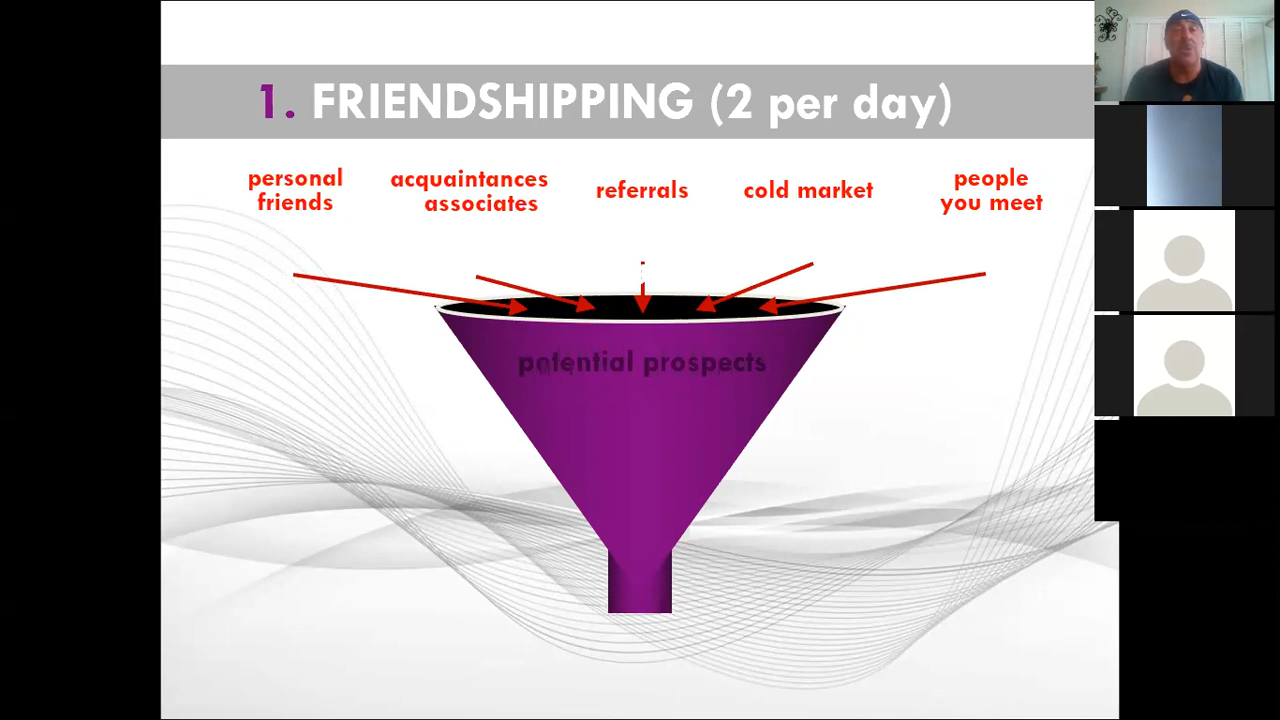 1. FRIENDSHIPPING (2 per day)
personal
friends
acquaintances
associates
referrals
cold market
people
you meet
potential prospects